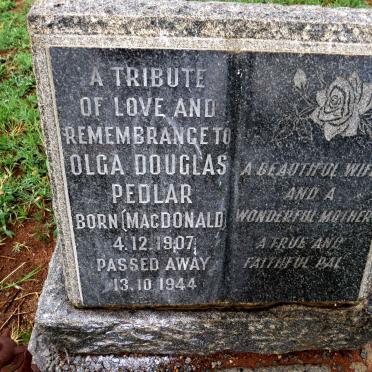 A TRIBUTE
OF LOVE AND
REMEMBRANCE TO
OLGA DOUGLAS
PEDLAR
BORN (MACDONALD)
4.12.1907,
PASSED AWAY
13.10 1944
A BEAUTIFUL WIFE
AND A
WONDERFUL MOTHER
A TRUE AND
FAITHFUL PAL